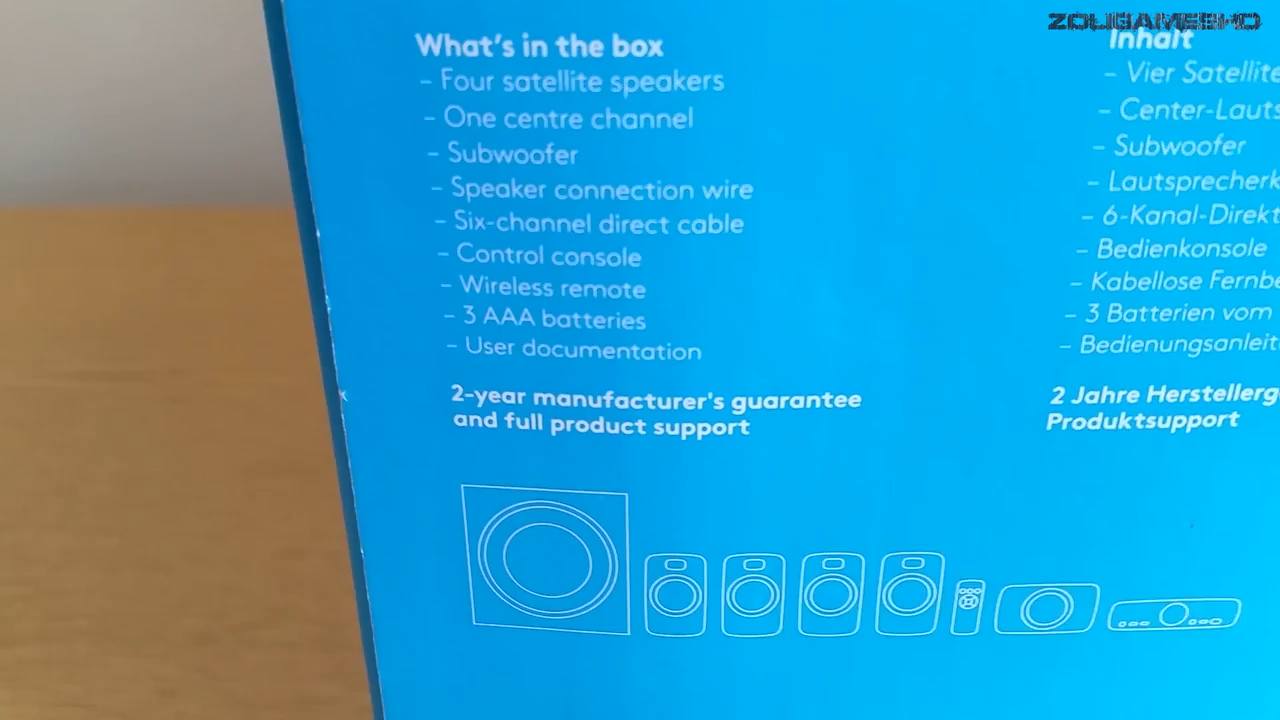 ZOLIGAMESHD
What's in the box
– Four satellite speakers
– One centre channel
– Subwoofer
– Speaker connection wire
– Six-channel direct cable
– Control console
– Wireless remote
– 3 AAA batteries
– User documentation
2-year manufacturer's guarantee
and full product support
Inhalt
– Vier Satellite
– Center-Lauts
– Subwoofer
– Lautsprecherk
– 6-Kanal-Direkt
– Bedienkonsole
– Kabellose Fernbe
– 3 Batterien vom
– Bedienungsanleit
2 Jahre Herstellerg
Produktsupport